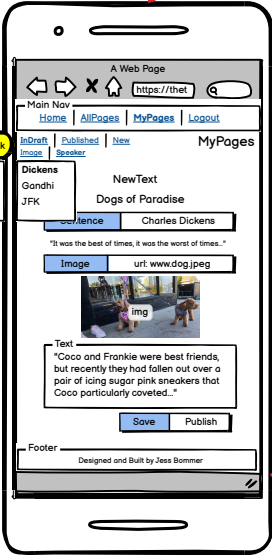 A Web Page
https://thet
Main Nav
Home AllPages MyPages Logout
k
InDraft Published New MyPages
Image Speaker
Dickens
Gandhi
JFK
NewText
Dogs of Paradise
Sentence Charles Dickens
"It was the best of times, it was the worst of times..."
Image url: www.dog.jpeg
img
Text
"Coco and Frankie were best friends,
but recently they had fallen out over a
pair of icing sugar pink sneakers that
Coco particularly coveted..."
Save Publish
Footer
Designed and Built by Jess Bommer